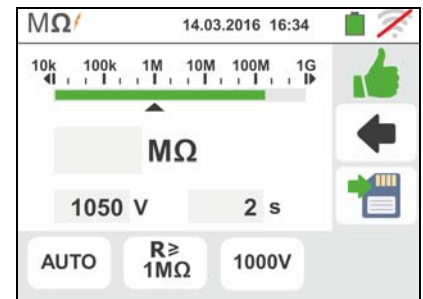 MΩ 14.03.2016 16:34
10k 100k 1M 10M 100M 1G
MΩ
1050 V 2 s
AUTO R≥ 1MΩ 1000V